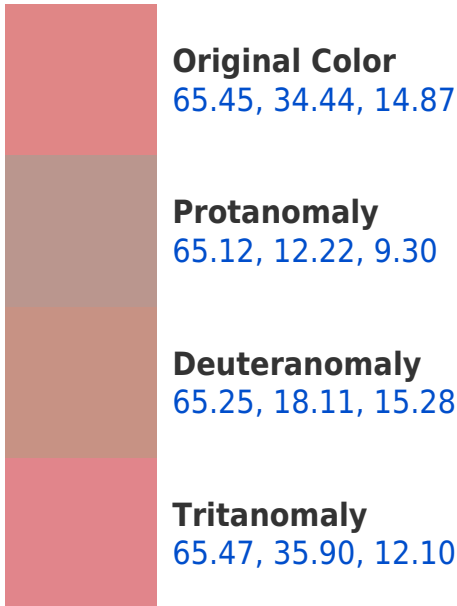 Original Color
65.45, 34.44, 14.87
Protanomaly
65.12, 12.22, 9.30
Deuteranomaly
65.25, 18.11, 15.28
Tritanomaly
65.47, 35.90, 12.10